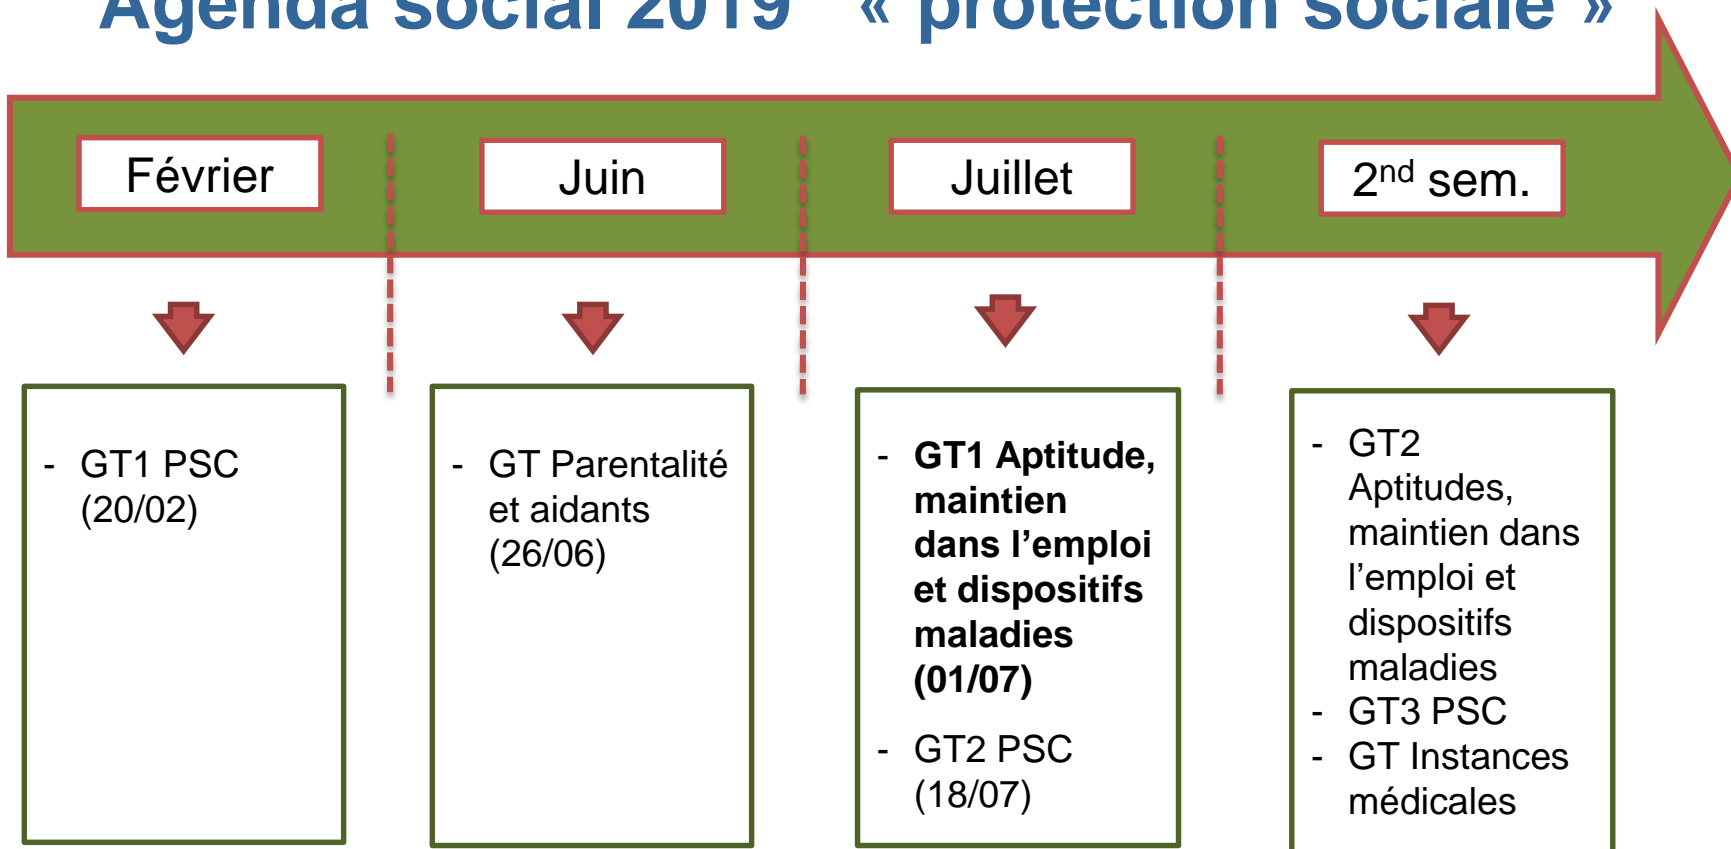 Agenda social 2019 « protection sociale »
Février
Juin
Juillet
2nd sem.
- GT1 PSC
(20/02)
- GT Parentalité
et aidants
(26/06)
- GT1 Aptitude,
maintien
dans l’emploi
et dispositifs
maladies
(01/07)
- GT2 PSC
(18/07)
- GT2
Aptitudes,
maintien dans
l’emploi et
dispositifs
maladies
- GT3 PSC
- GT Instances
médicales